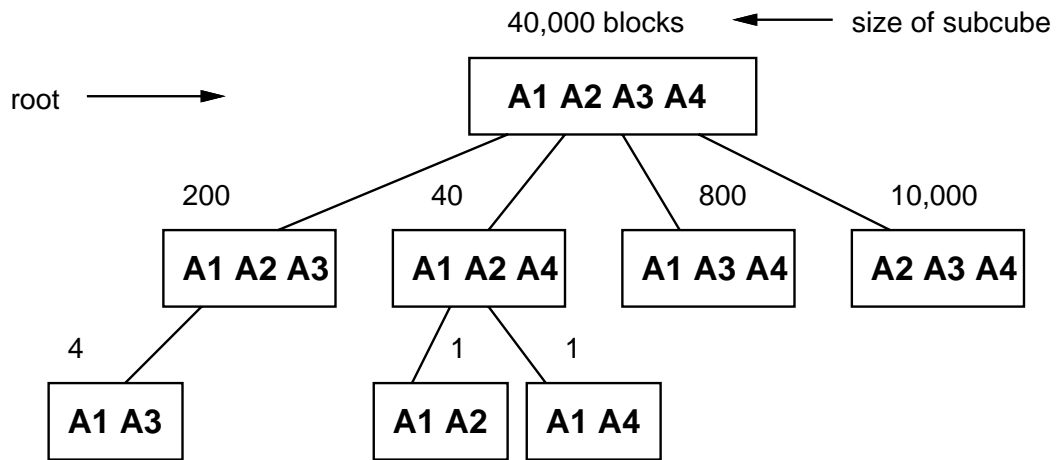 40,000 blocks
size of subcube
root
A1 A2 A3 A4
200
40
800
10,000
A1 A2 A3
A1 A2 A4
A1 A3 A4
A2 A3 A4
4
1
1
A1 A3
A1 A2
A1 A4